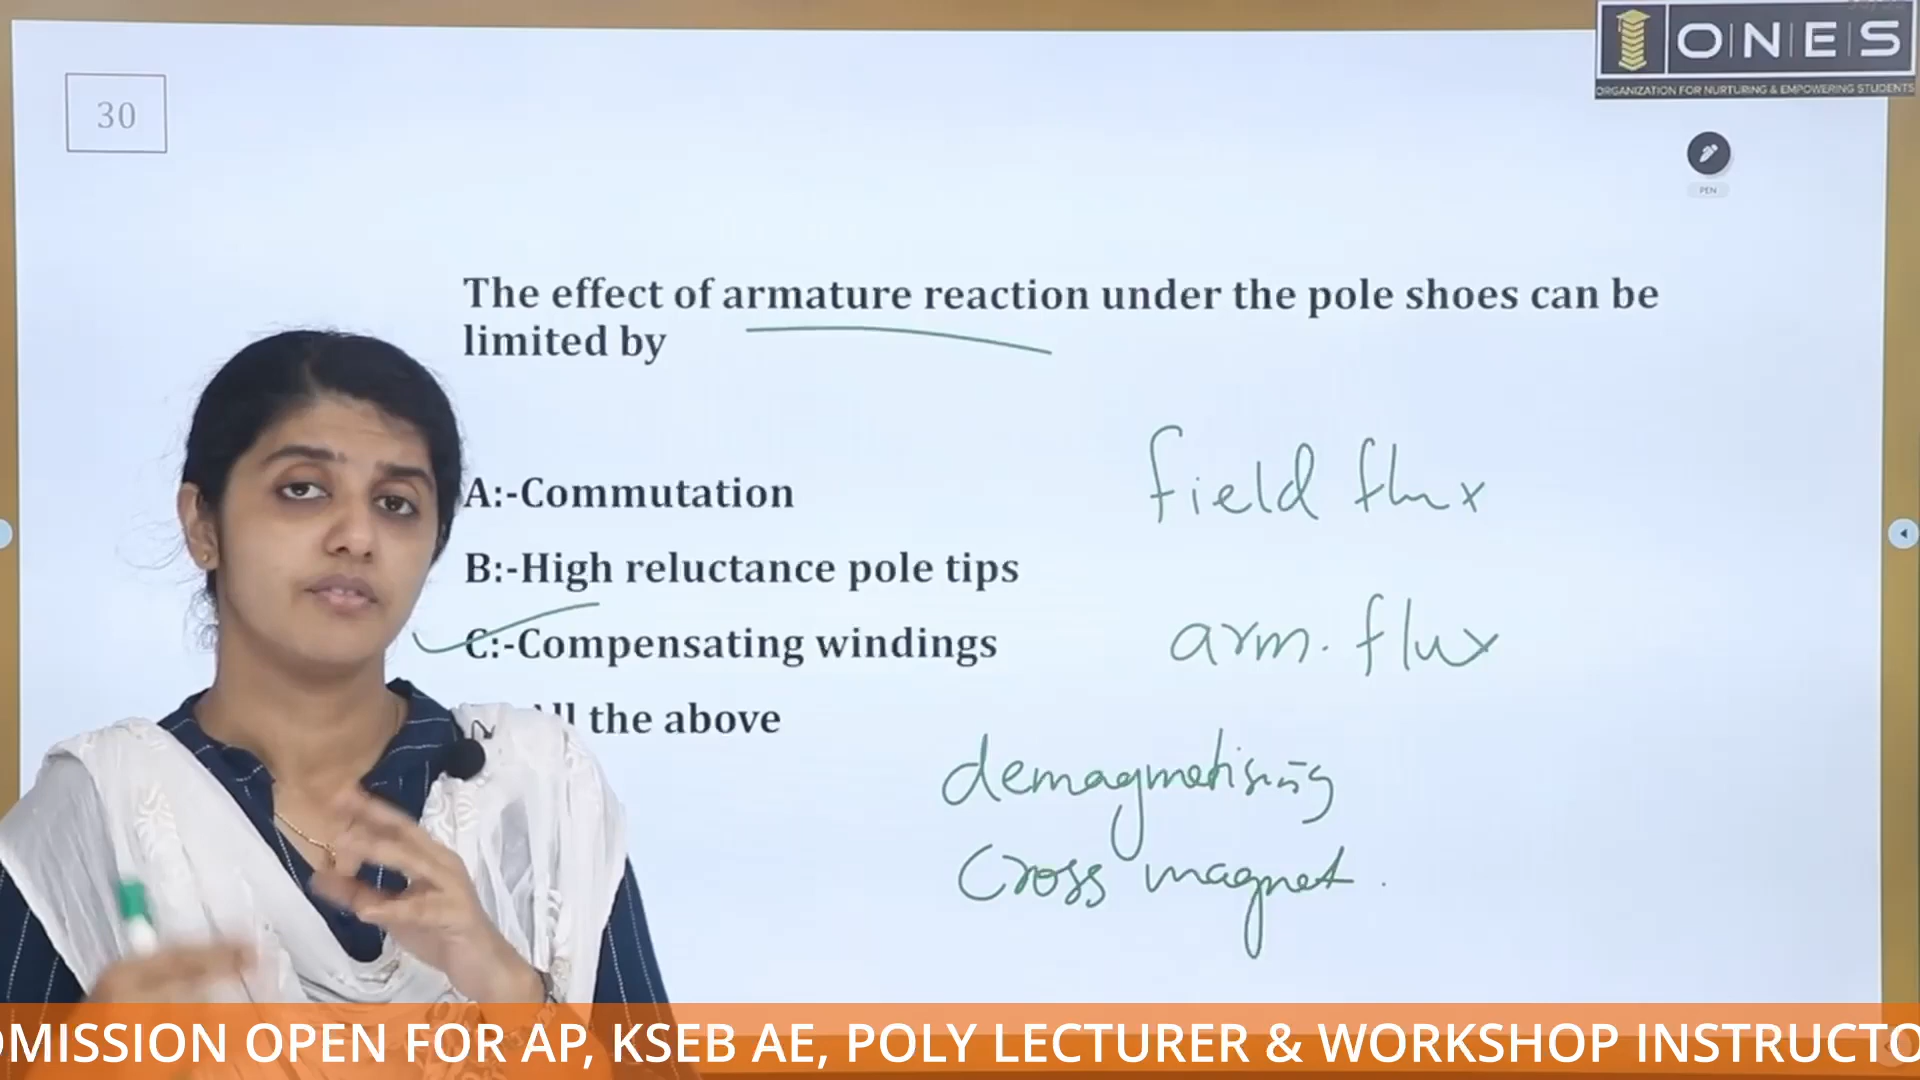 30
O|N|E|S
ORGANIZATION FOR NURTURING & EMPOWERING STUDENTS
PEN
The effect of armature reaction under the pole shoes can be
limited by
A:-Commutation
B:-High reluctance pole tips
C:-Compensating windings
the above
field flux
arm. flux
demagnetising
Cross magnet.
DMISSION OPEN FOR AP, KSEB AE, POLY LECTURER & WORKSHOP INSTRUCTO